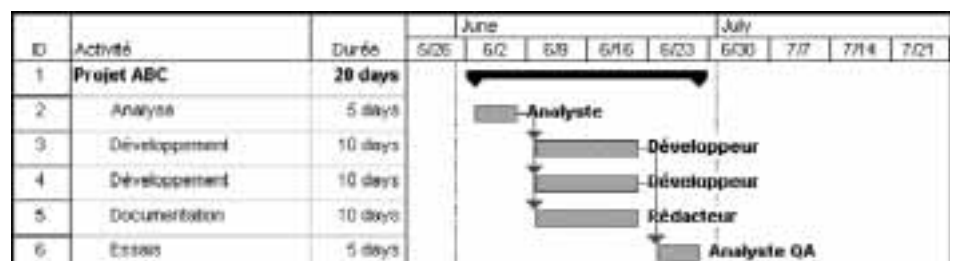 June July
ID Activité Durée 5/26 6/2 6/9 6/16 6/23 6/30 7/7 7/14 7/21
1 Projet ABC 20 days
2 Analyse 5 days Analyste
3 Développement 10 days Développeur
4 Développement 10 days Développeur
5 Documentation 10 days Rédacteur
6 Essais 5 days Analyste QA